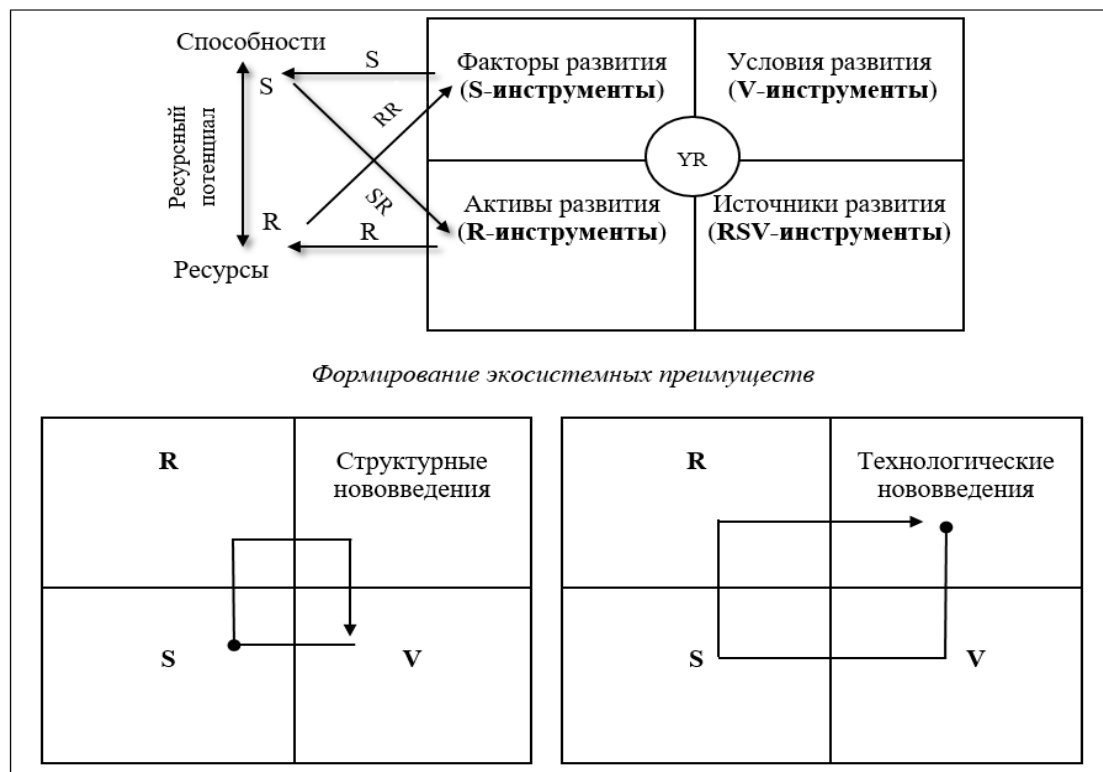 Способности
S
Ресурсный
потенциал
R
Ресурсы
S
RR
SR
R
Факторы развития
(S-инструменты)
Условия развития
(V-инструменты)
YR
Активы развития
(R-инструменты)
Источники развития
(RSV-инструменты)
Формирование экосистемных преимуществ
R
Структурные
нововведения
S
V
R
Технологические
нововведения
S
V